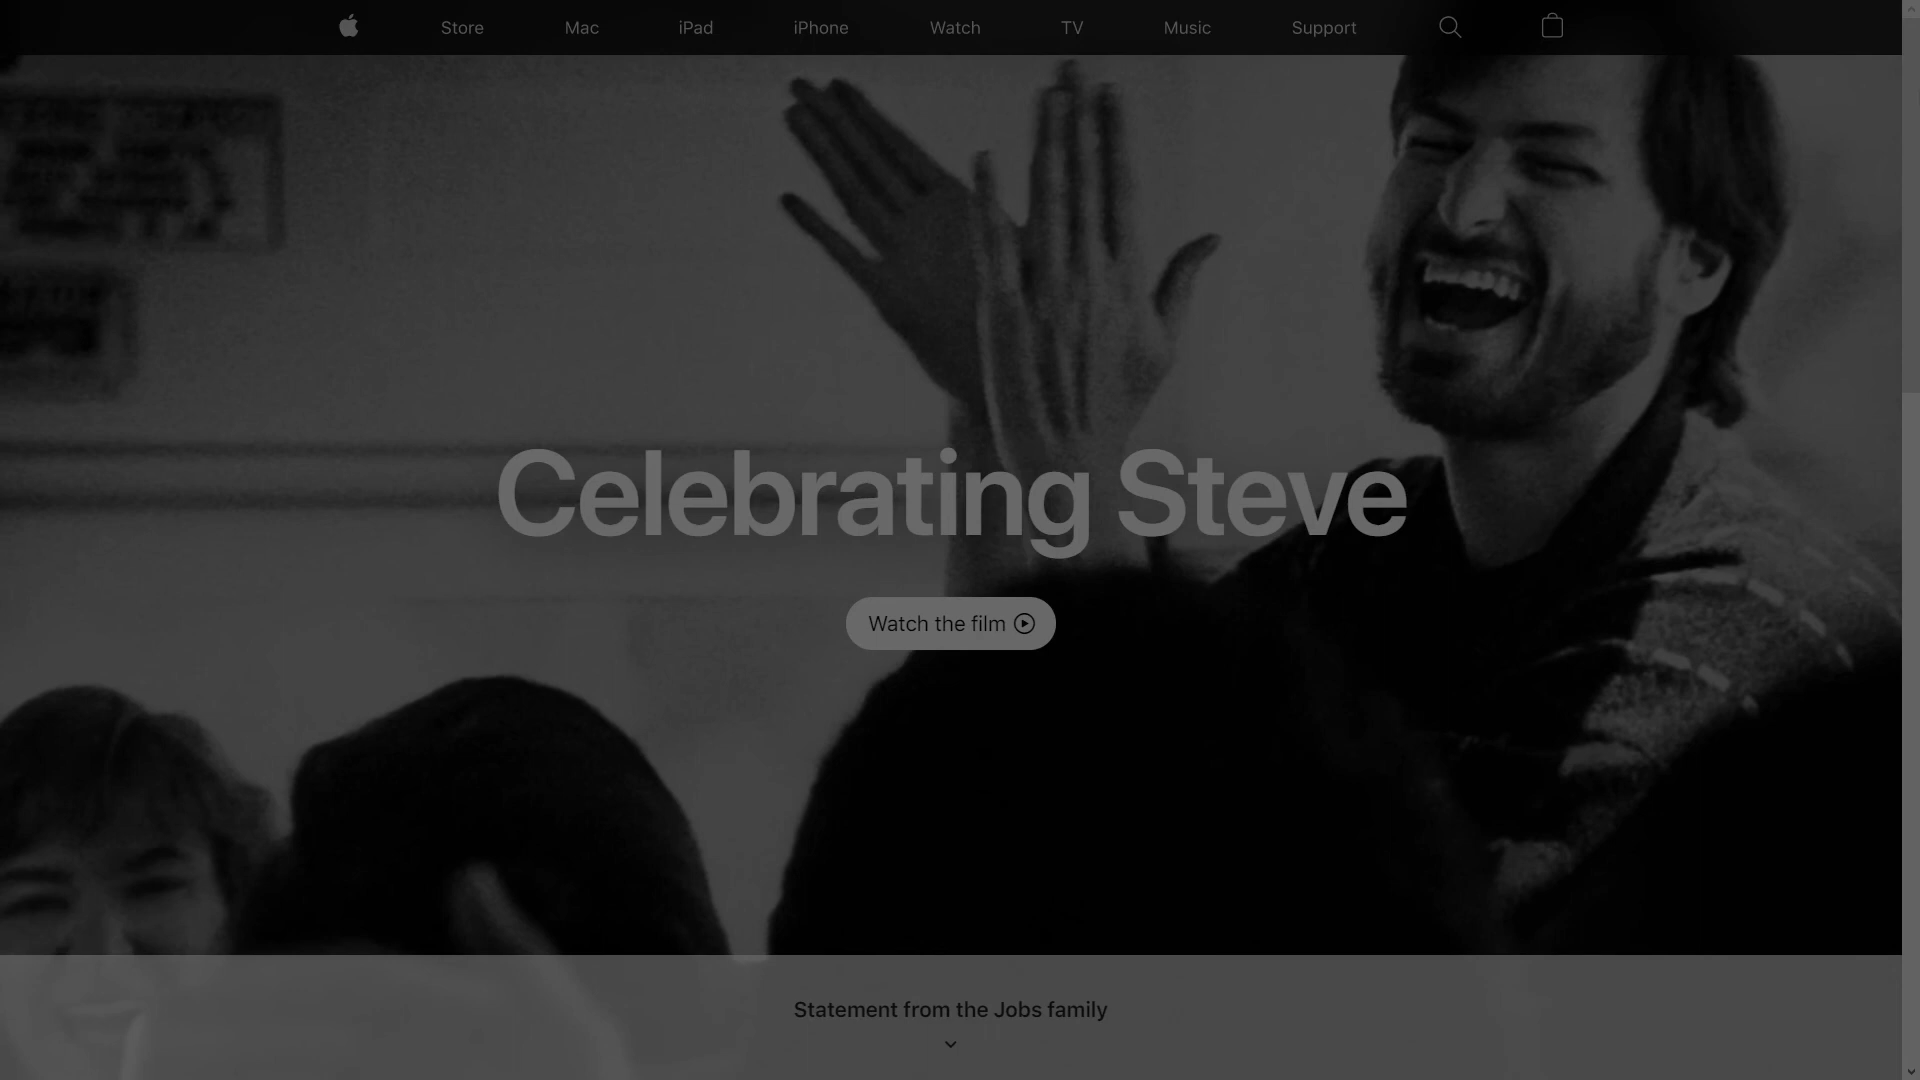 Store Mac iPad iPhone Watch TV Music Support
Celebrating Steve
Watch the film
Statement from the Jobs family